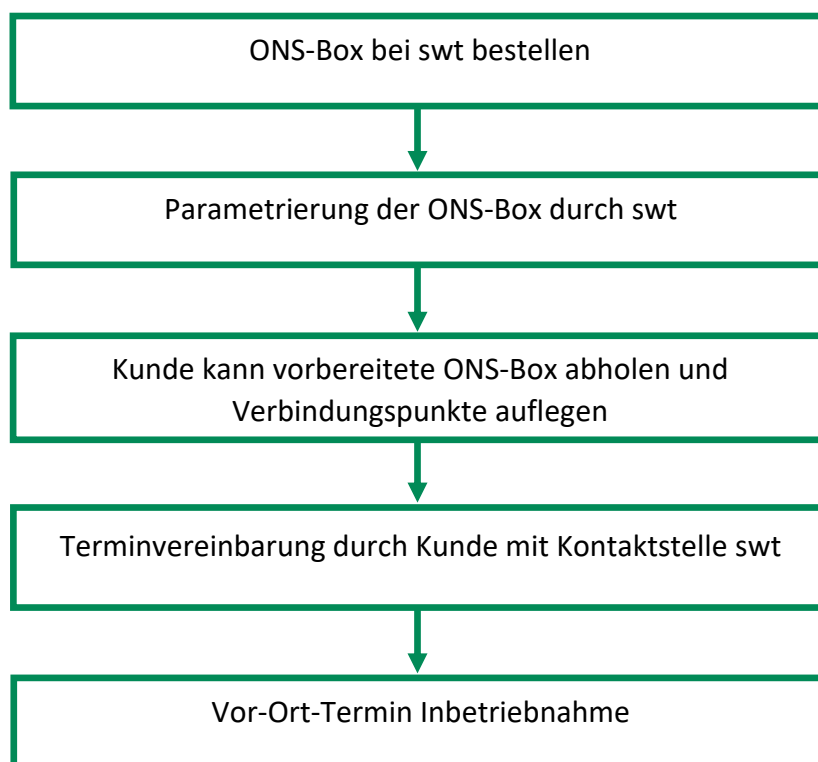 ONS-Box bei swt bestellen
Parametrierung der ONS-Box durch swt
Kunde kann vorbereitete ONS-Box abholen und
Verbindungspunkte auflegen
Terminvereinbarung durch Kunde mit Kontaktstelle swt
Vor-Ort-Termin Inbetriebnahme